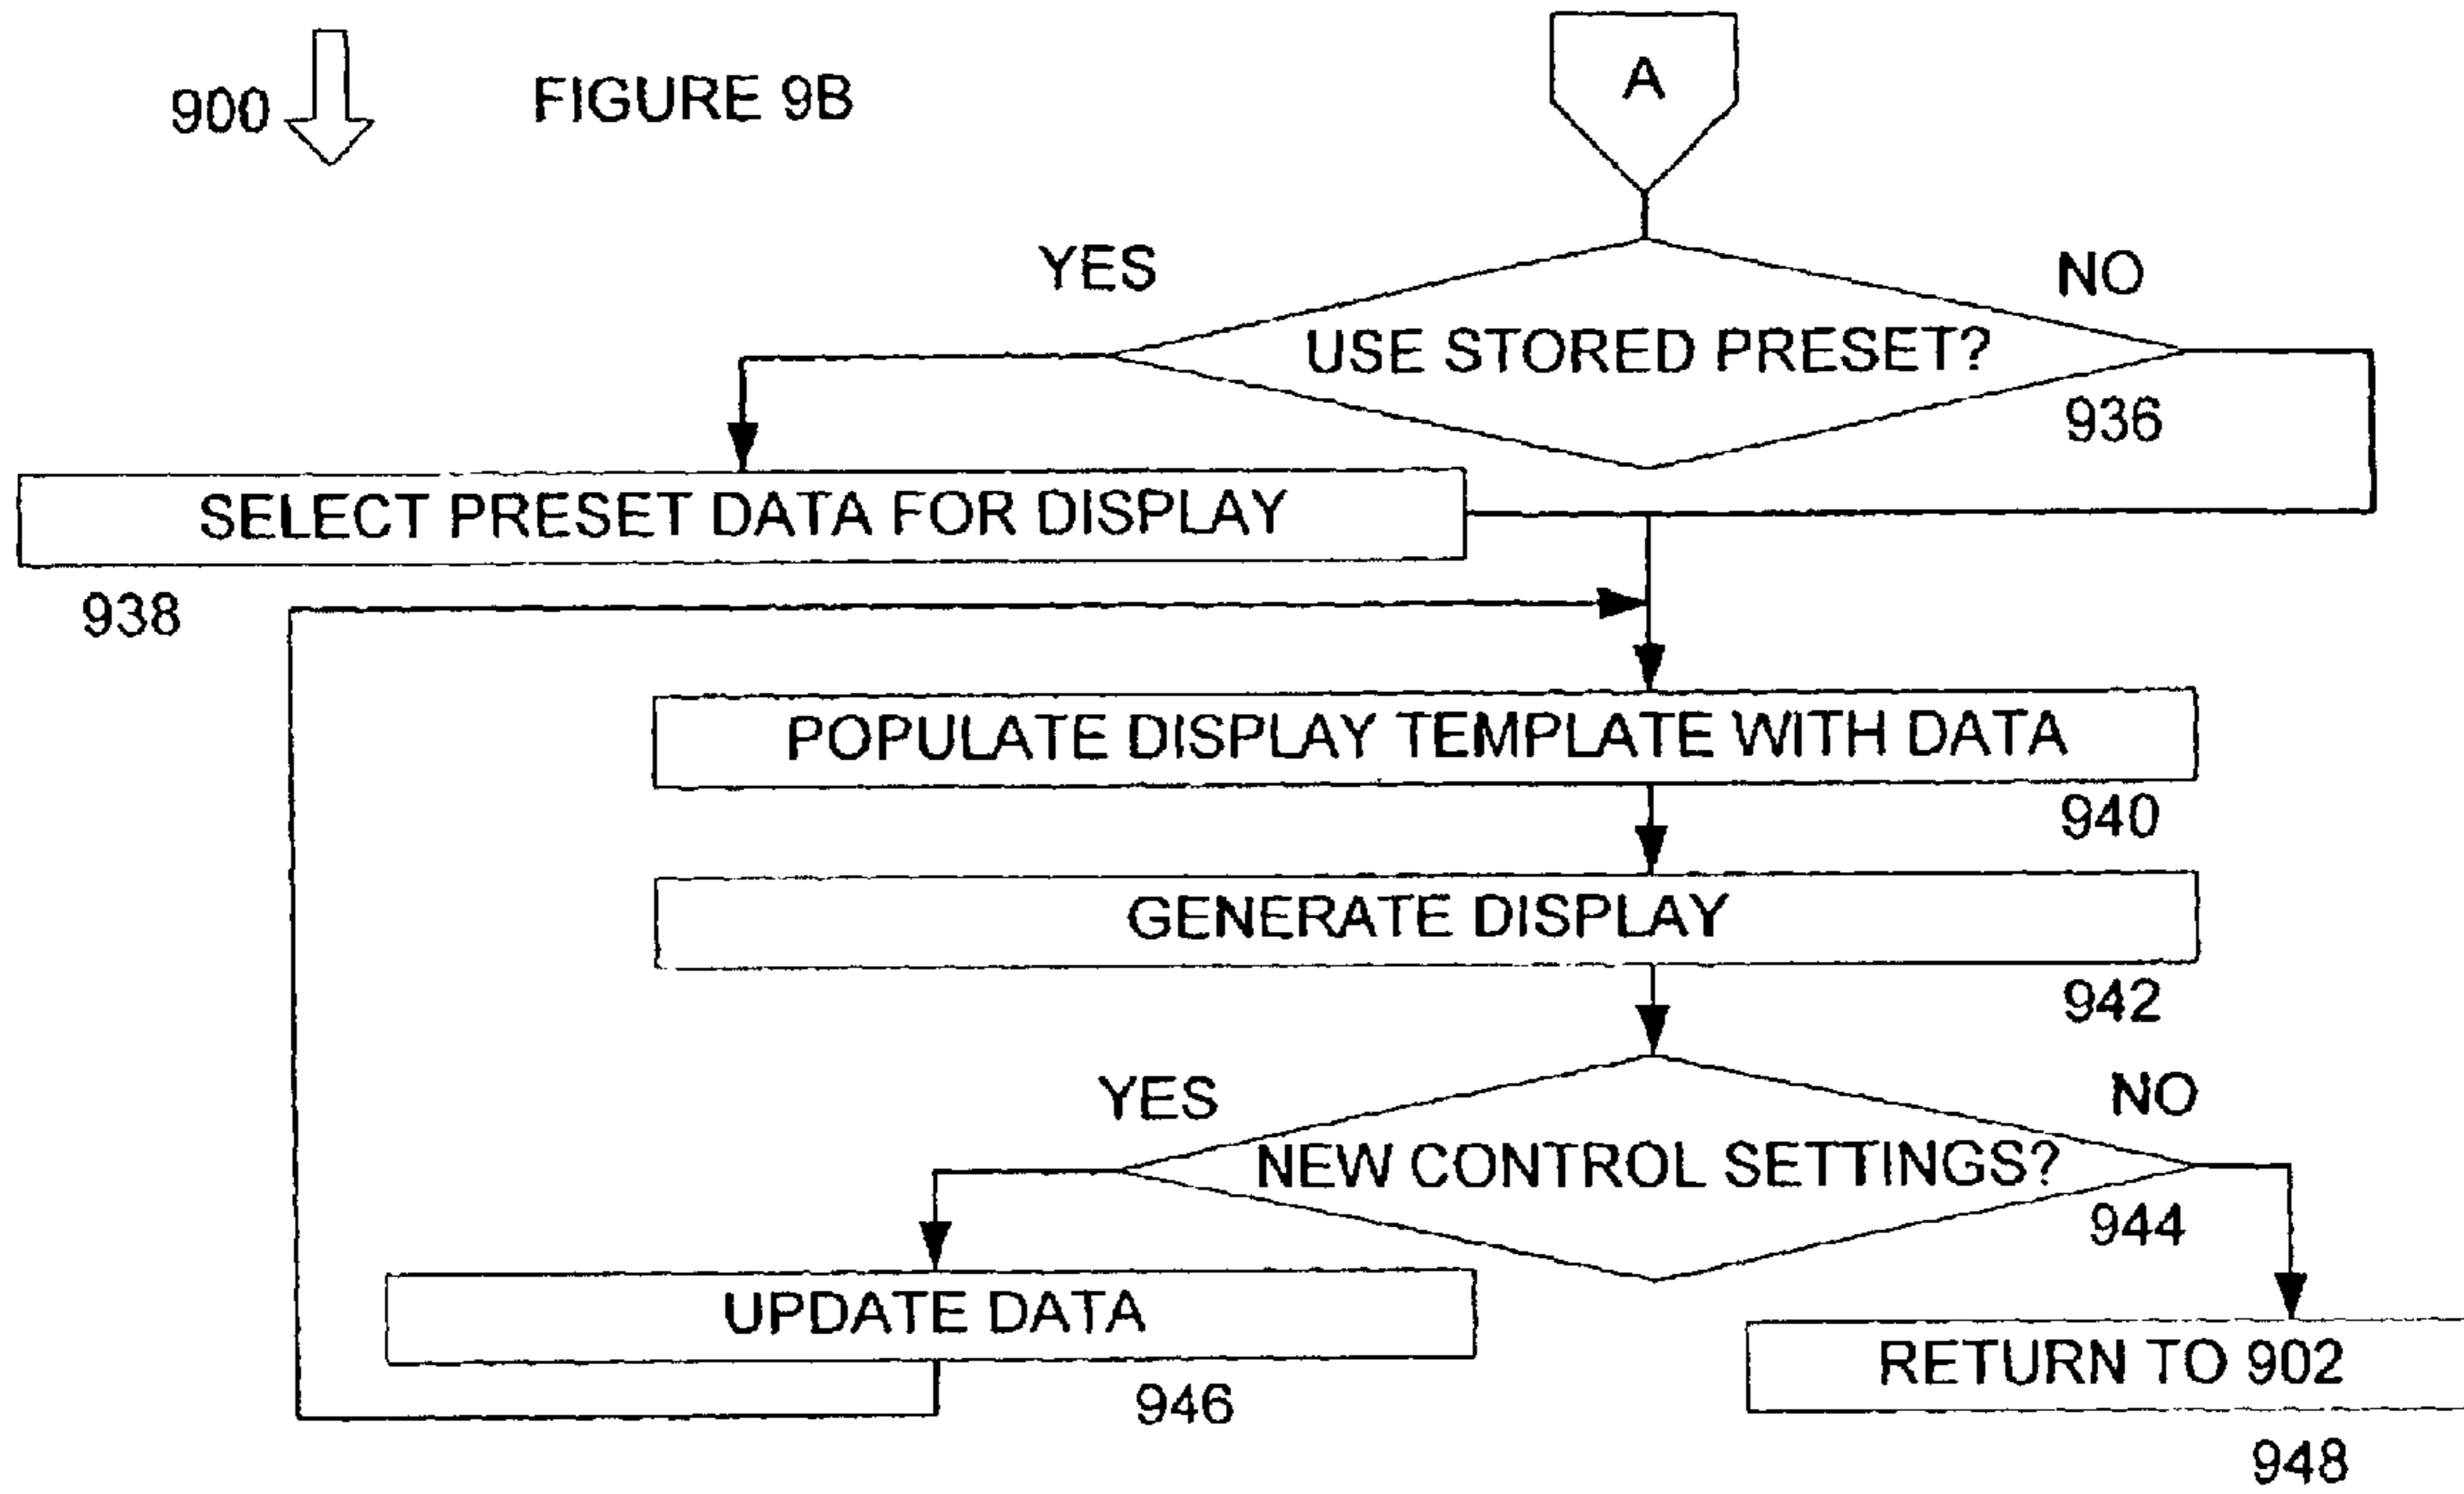 900
FIGURE 9B
A
YES
NO
USE STORED PRESET?
936
SELECT PRESET DATA FOR DISPLAY
938
POPULATE DISPLAY TEMPLATE WITH DATA
940
GENERATE DISPLAY
942
YES
NO
NEW CONTROL SETTINGS?
944
UPDATE DATA
946
RETURN TO 902
948